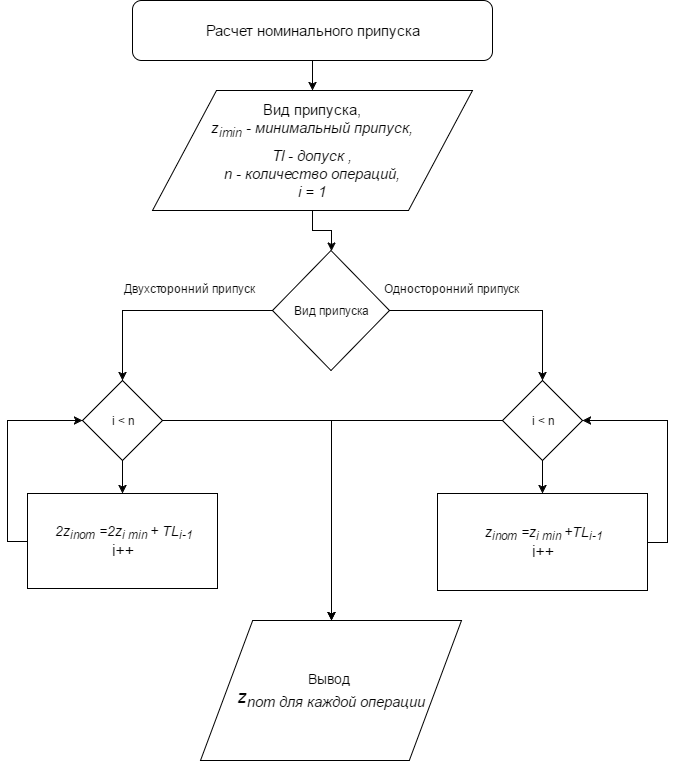 Расчет номинального припуска
Вид припуска,
zimin - минимальный припуск,
Tl - допуск ,
n - количество операций,
i = 1
Двухсторонний припуск
Односторонний припуск
Вид припуска
i < n
i < n
2zinom =2zi min + TLi-1
i++
zinom =zi min +TLi-1
i++
Вывод
znom для каждой операции